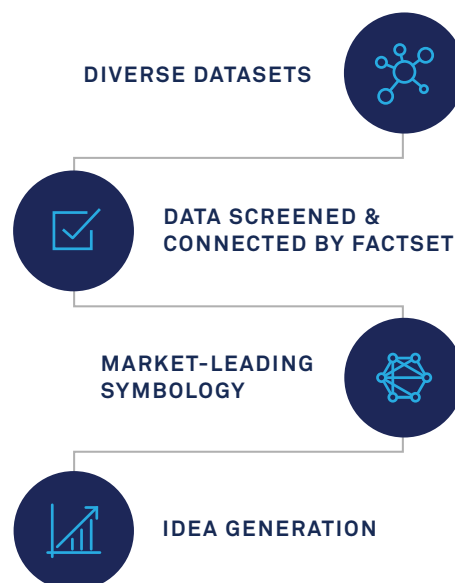 DIVERSE DATASETS
DATA SCREENED &
CONNECTED BY FACTSET
MARKET-LEADING
SYMBOLOGY
IDEA GENERATION